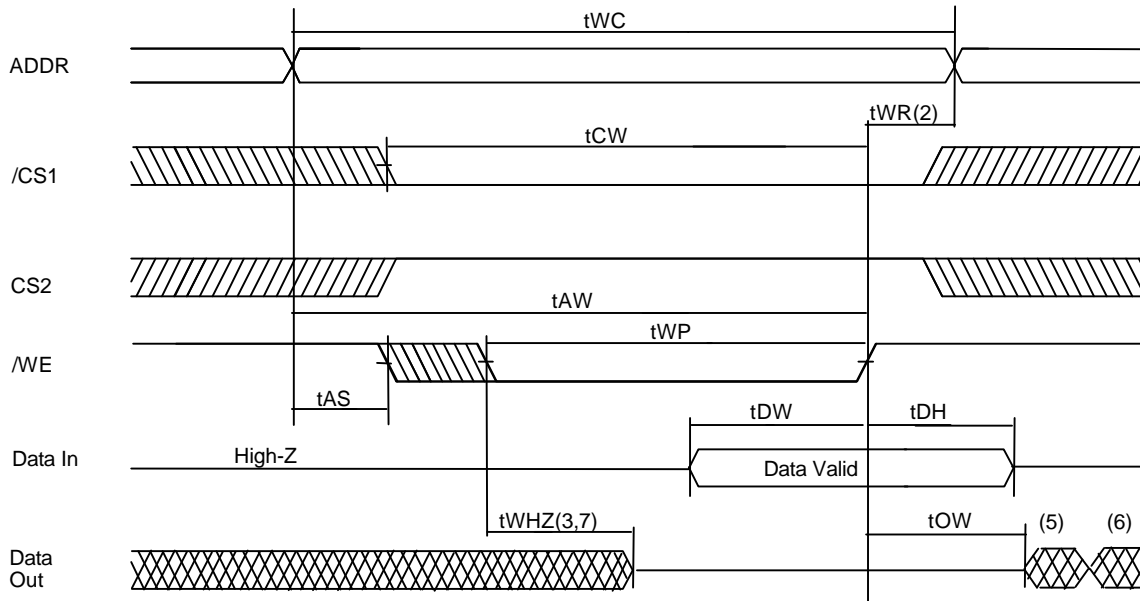 tWC
ADDR
tWR(2)
tCW
/CS1
CS2
tAW
tWP
/WE
tAS
tDW
tDH
Data In
High-Z
Data Valid
tWHZ(3,7)
tOW
(5)
(6)
Data
Out